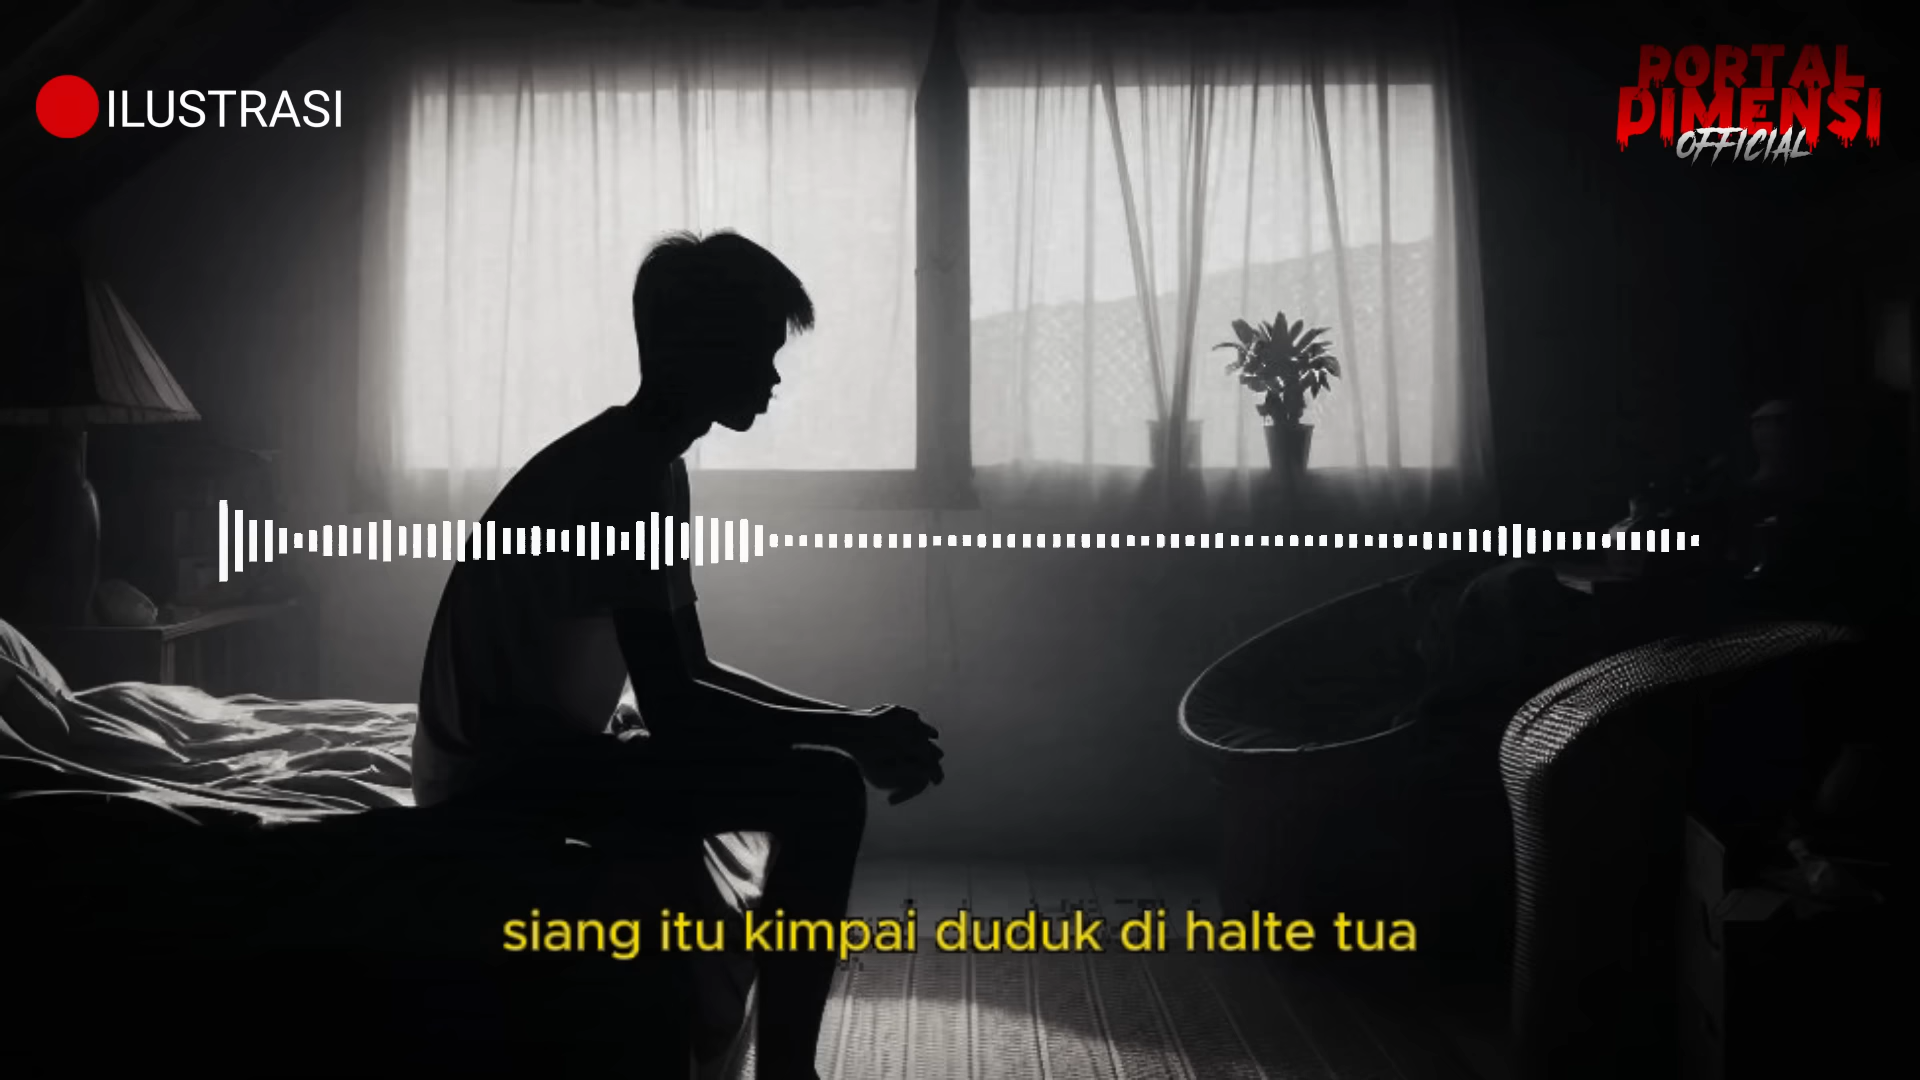 ILUSTRASI
PORTAL
DIMENSI
OFFICIAL
siang itu kimpai duduk di halte tua